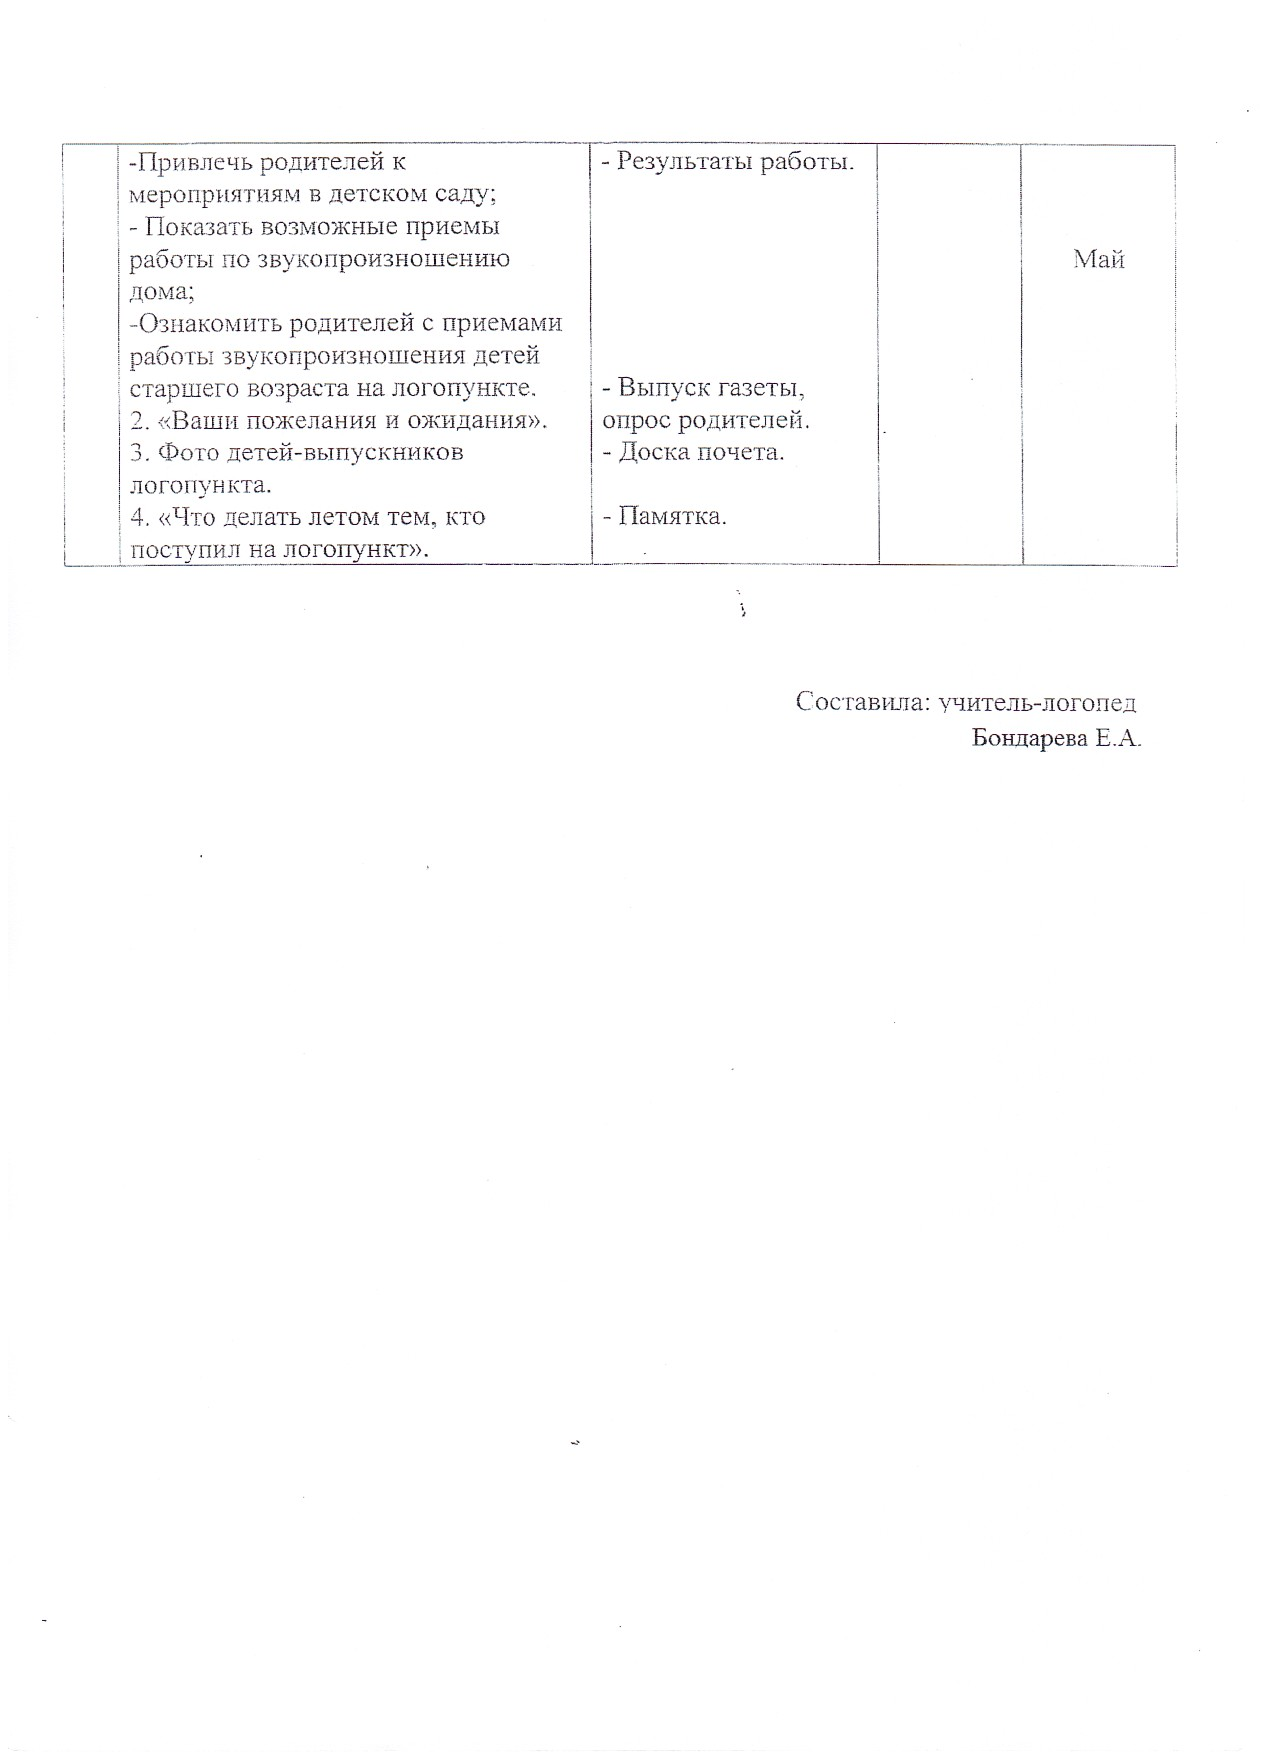 -Привлечь родителей к
мероприятиям в детском саду;
- Показать возможные приемы
работы по звукопроизношению
дома;
-Ознакомить родителей с приемами
работы звукопроизношения детей
старшего возраста на логопункте.
2. «Ваши пожелания и ожидания».
3. Фото детей-выпускников
логопункта.
4. «Что делать летом тем, кто
поступил на логопункт».
- Результаты работы.
- Выпуск газеты,
опрос родителей.
- Доска почета.
- Памятка.
Май
Составила: учитель-логопед
Бондарева Е.А.